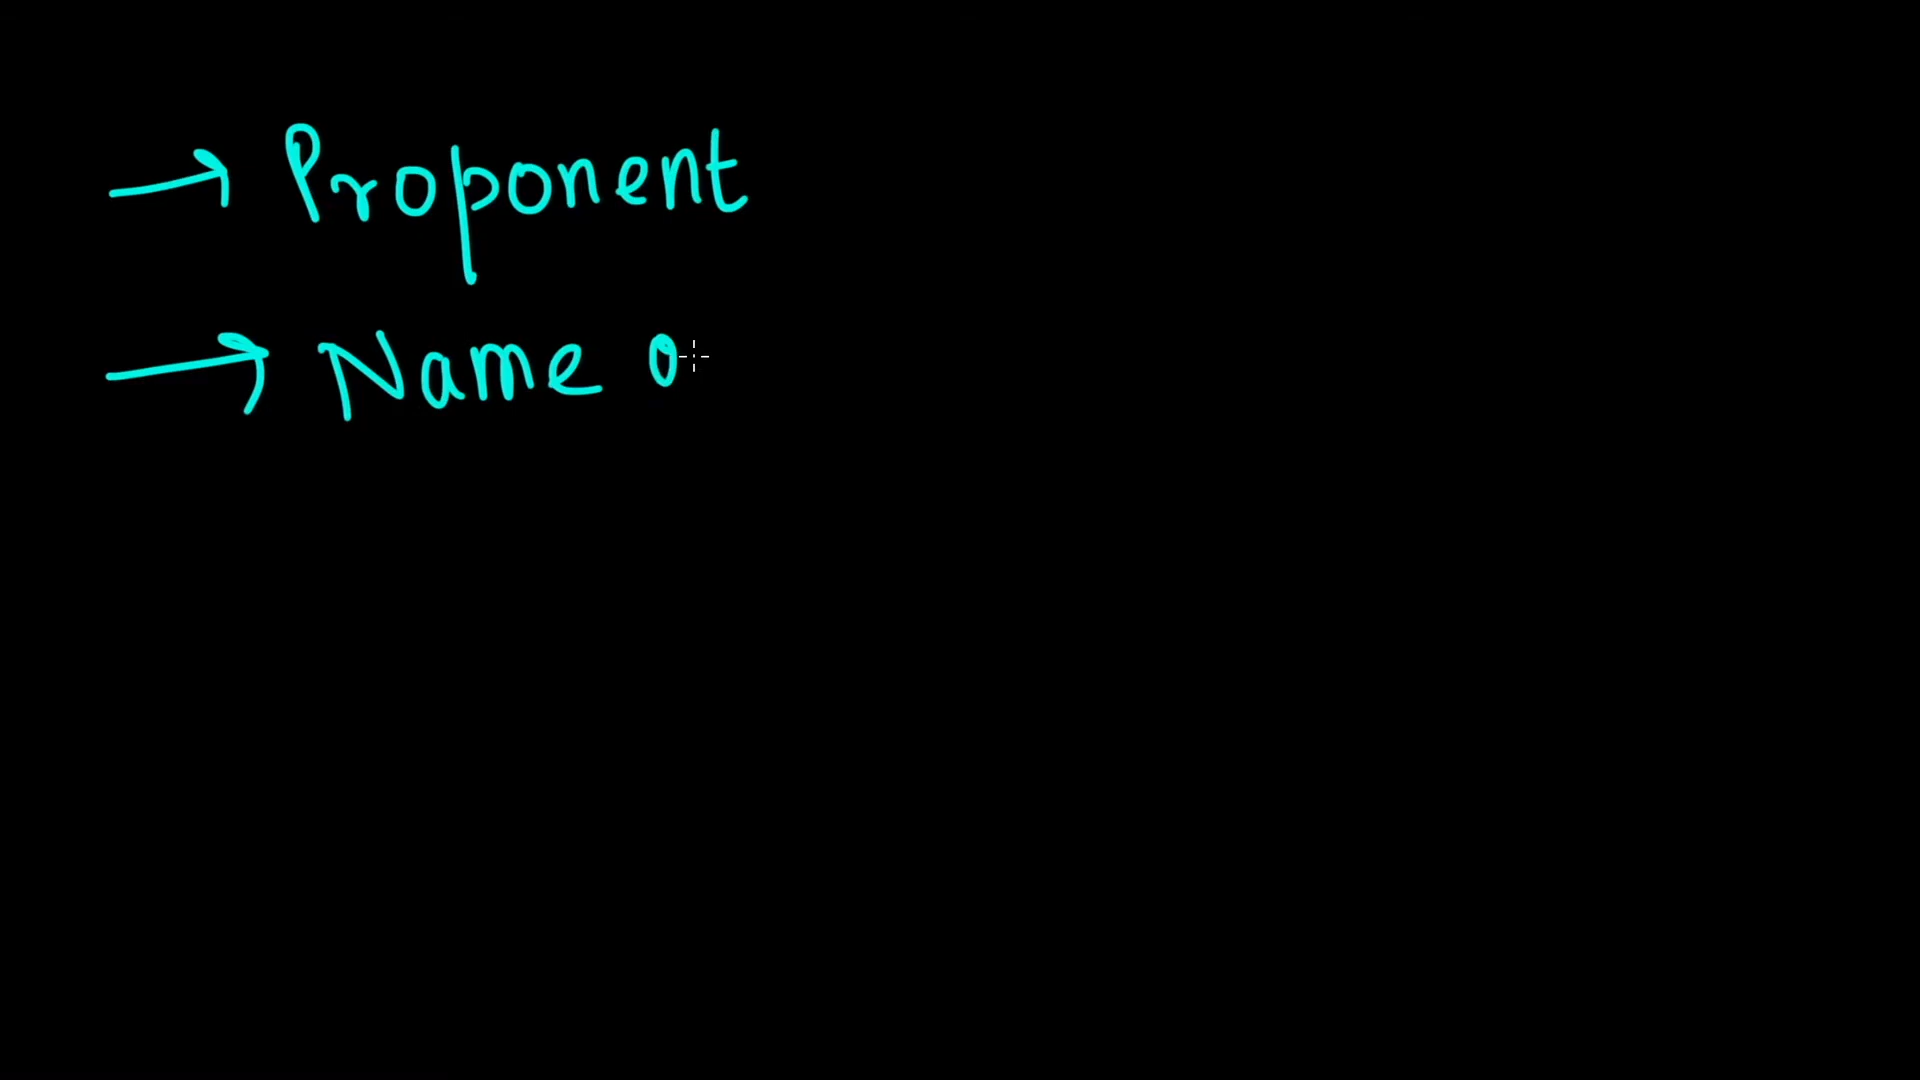 → Proponent
→ Name o